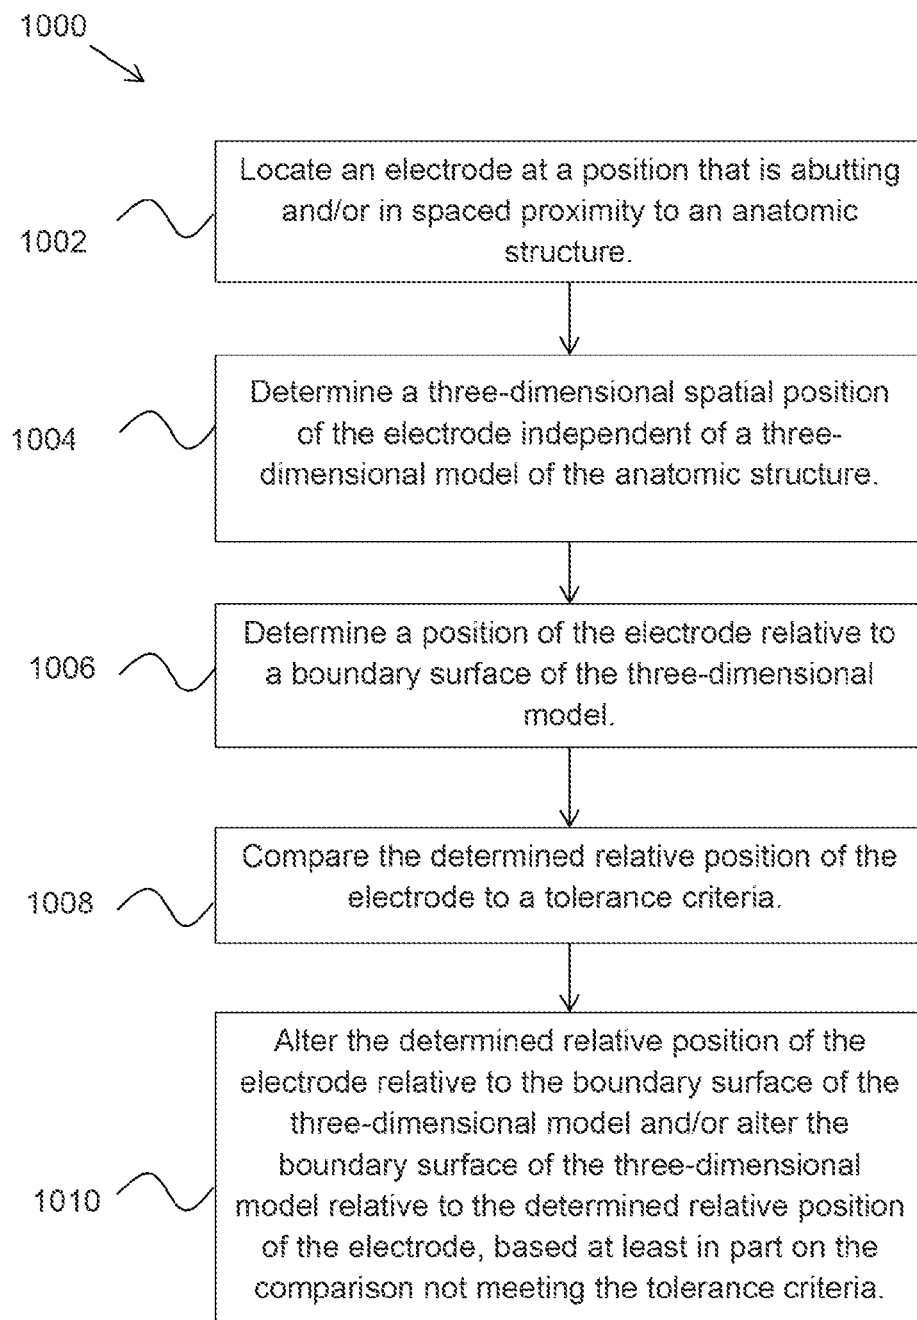 1000
Locate an electrode at a position that is abutting
and/or in spaced proximity to an anatomic
structure.
1002
Determine a three-dimensional spatial position
of the electrode independent of a three-
dimensional model of the anatomic structure.
1004
Determine a position of the electrode relative to
a boundary surface of the three-dimensional
model.
1006
Compare the determined relative position of the
electrode to a tolerance criteria.
1008
Alter the determined relative position of the
electrode relative to the boundary surface of the
three-dimensional model and/or alter the
boundary surface of the three-dimensional
model relative to the determined relative position
of the electrode, based at least in part on the
comparison not meeting the tolerance criteria.
1010